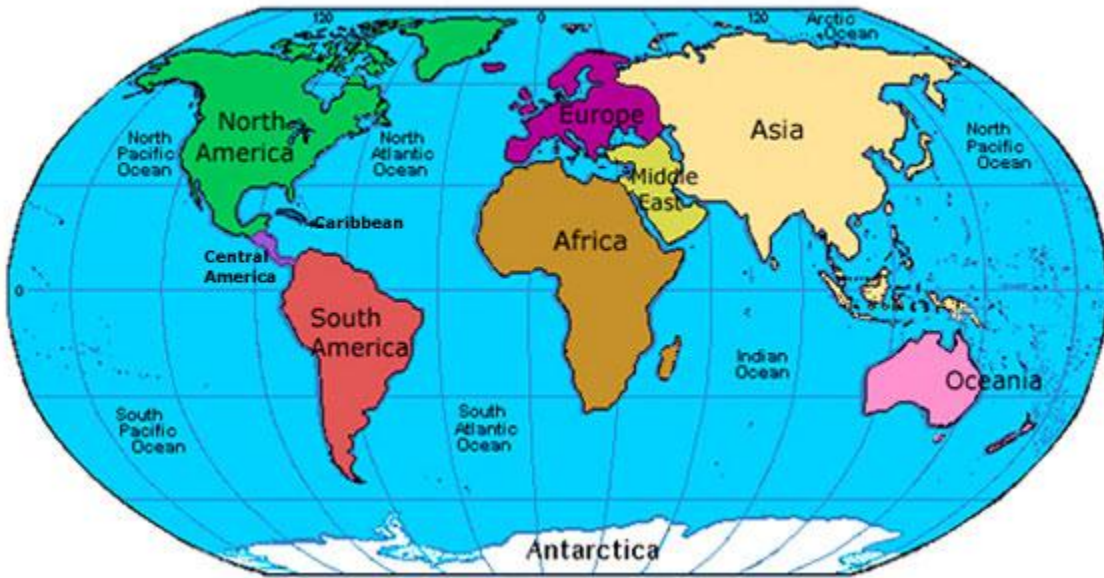 120
0
120
Arctic
Ocean
North
America
Europe
Asia
North
Pacific
Ocean
North
Atlantic
Ocean
North
Pacific
Ocean
Middle
East
Caribbean
Africa
Central
America
0
South
America
Indian
Ocean
Oceania
South
Pacific
Ocean
South
Atlantic
Ocean
Antarctica